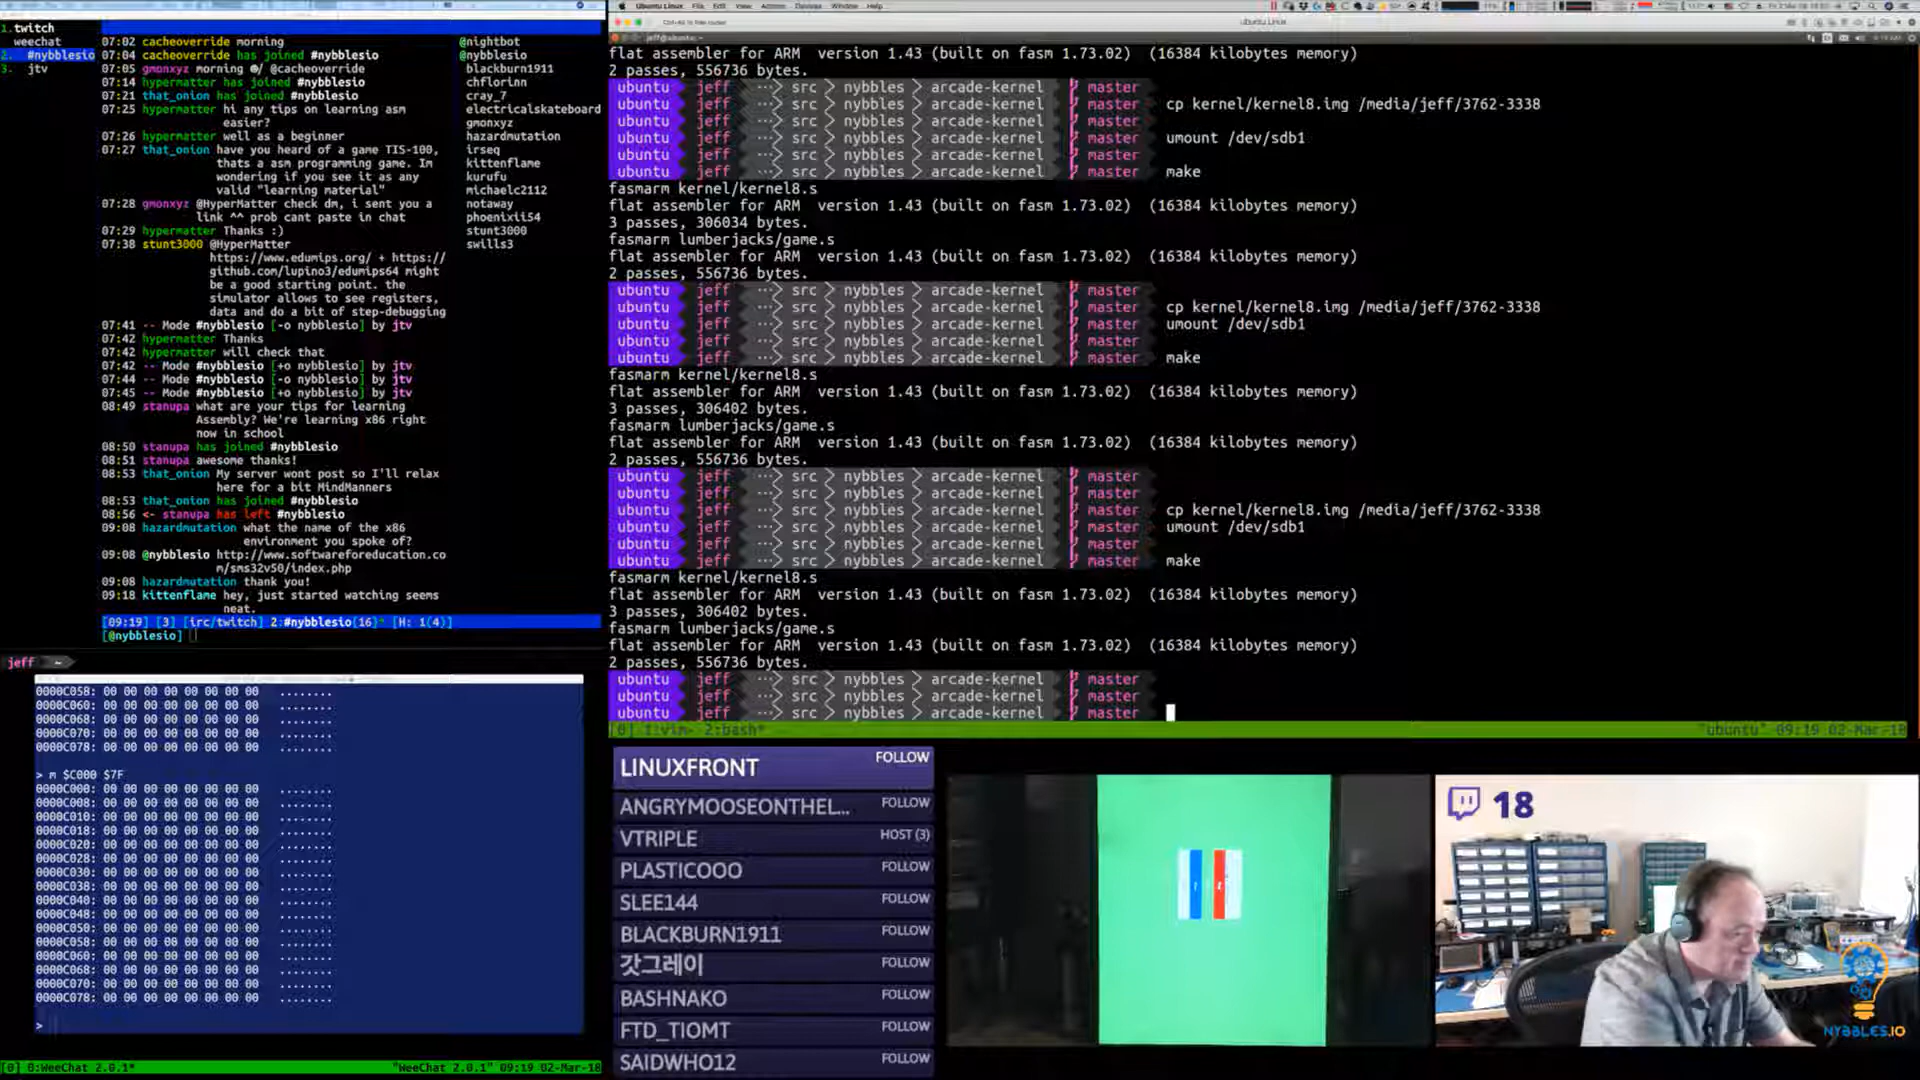 1.twitch
weechat
2. #nybblesio
3. jtv
07:02 cacheoverride morning
07:04 cacheoverride has joined #nybblesio
07:05 gmonxyz morning @cacheoverride
07:14 hypermatter has joined #nybblesio
07:21 that_onion has joined #nybblesio
07:25 hypermatter hi any tips on learning asm
easier?
07:26 hypermatter well as a beginner
07:27 that_onion have you heard of a game TIS-100,
thats a asm programming game. Im
wondering if you see it as any
valid "learning material"
07:28 gmonxyz @HyperMatter check dm, i sent you a
link ^^ prob cant paste in chat
07:29 hypermatter Thanks :)
07:38 stunt3000 @HyperMatter
https://www.edumips.org/ + https://
github.com/lupino3/edumips64 might
be a good starting point. the
simulator allows to see registers,
data and do a bit of step-debugging
07:41 -- Mode #nybblesio [-o nybblesio] by jtv
07:42 hypermatter Thanks
07:42 hypermatter will check that
07:42 -- Mode #nybblesio [+o nybblesio] by jtv
07:44 -- Mode #nybblesio [-o nybblesio] by jtv
07:45 -- Mode #nybblesio [+o nybblesio] by jtv
08:49 stanupa what are your tips for learning
Assembly? We're learning x86 right
now in school
08:50 stanupa has joined #nybblesio
08:51 stanupa awesome thanks!
08:53 that_onion My server wont post so I'll relax
here for a bit MindManners
08:53 that_onion has joined #nybblesio
08:56 <- stanupa has left #nybblesio
09:08 hazardmutation what the name of the x86
environment you spoke of?
09:08 @nybblesio http://www.softwareforeducation.co
m/sms32v50/index.php
09:08 hazardmutation thank you!
09:18 kittenflame hey, just started watching seems
neat.
[09:19] [3] [irc/twitch] 2:#nybblesio(16)* [H: 1(4)]
[@nybblesio]
@nightbot
@nybblesio
blackburn1911
chflorinn
cray_7
electricalskateboard
gmonxyz
hazardmutation
irseq
kittenflame
kurufu
michaelc2112
notaway
phoenixii54
stunt3000
swills3
Ubuntu Linux File Edit View Actions Devices Window Help
Ubuntu Linux
flat assembler for ARM version 1.43 (built on fasm 1.73.02) (16384 kilobytes memory)
2 passes, 556736 bytes.
ubuntu jeff ··· src nybbles arcade-kernel master
ubuntu jeff ··· src nybbles arcade-kernel master cp kernel/kernel8.img /media/jeff/3762-3338
ubuntu jeff ··· src nybbles arcade-kernel master
ubuntu jeff ··· src nybbles arcade-kernel master umount /dev/sdb1
ubuntu jeff ··· src nybbles arcade-kernel master
ubuntu jeff ··· src nybbles arcade-kernel master make
fasmarm kernel/kernel8.s
flat assembler for ARM version 1.43 (built on fasm 1.73.02) (16384 kilobytes memory)
3 passes, 306034 bytes.
fasmarm lumberjacks/game.s
flat assembler for ARM version 1.43 (built on fasm 1.73.02) (16384 kilobytes memory)
2 passes, 556736 bytes.
ubuntu jeff ··· src nybbles arcade-kernel master
ubuntu jeff ··· src nybbles arcade-kernel master cp kernel/kernel8.img /media/jeff/3762-3338
ubuntu jeff ··· src nybbles arcade-kernel master umount /dev/sdb1
ubuntu jeff ··· src nybbles arcade-kernel master
ubuntu jeff ··· src nybbles arcade-kernel master make
fasmarm kernel/kernel8.s
flat assembler for ARM version 1.43 (built on fasm 1.73.02) (16384 kilobytes memory)
3 passes, 306402 bytes.
fasmarm lumberjacks/game.s
flat assembler for ARM version 1.43 (built on fasm 1.73.02) (16384 kilobytes memory)
2 passes, 556736 bytes.
ubuntu jeff ··· src nybbles arcade-kernel master
ubuntu jeff ··· src nybbles arcade-kernel master
ubuntu jeff ··· src nybbles arcade-kernel master cp kernel/kernel8.img /media/jeff/3762-3338
ubuntu jeff ··· src nybbles arcade-kernel master umount /dev/sdb1
ubuntu jeff ··· src nybbles arcade-kernel master
ubuntu jeff ··· src nybbles arcade-kernel master make
fasmarm kernel/kernel8.s
flat assembler for ARM version 1.43 (built on fasm 1.73.02) (16384 kilobytes memory)
3 passes, 306402 bytes.
fasmarm lumberjacks/game.s
flat assembler for ARM version 1.43 (built on fasm 1.73.02) (16384 kilobytes memory)
2 passes, 556736 bytes.
ubuntu jeff ··· src nybbles arcade-kernel master
ubuntu jeff ··· src nybbles arcade-kernel master
ubuntu jeff ··· src nybbles arcade-kernel master
[0] 1:vim- 2:bash* "ubuntu" 09:19 02-Mar-18
jeff ~
0000C058: 00 00 00 00 00 00 00 00 ........
0000C060: 00 00 00 00 00 00 00 00 ........
0000C068: 00 00 00 00 00 00 00 00 ........
0000C070: 00 00 00 00 00 00 00 00 ........
0000C078: 00 00 00 00 00 00 00 00 ........
> m $C000 $7F
0000C000: 00 00 00 00 00 00 00 00 ........
0000C008: 00 00 00 00 00 00 00 00 ........
0000C010: 00 00 00 00 00 00 00 00 ........
0000C018: 00 00 00 00 00 00 00 00 ........
0000C020: 00 00 00 00 00 00 00 00 ........
0000C028: 00 00 00 00 00 00 00 00 ........
0000C030: 00 00 00 00 00 00 00 00 ........
0000C038: 00 00 00 00 00 00 00 00 ........
0000C040: 00 00 00 00 00 00 00 00 ........
0000C048: 00 00 00 00 00 00 00 00 ........
0000C050: 00 00 00 00 00 00 00 00 ........
0000C058: 00 00 00 00 00 00 00 00 ........
0000C060: 00 00 00 00 00 00 00 00 ........
0000C068: 00 00 00 00 00 00 00 00 ........
0000C070: 00 00 00 00 00 00 00 00 ........
0000C078: 00 00 00 00 00 00 00 00 ........
>
[0] 0:WeeChat 2.0.1* "WeeChat 2.0.1" 09:19 02-Mar-18
LINUXFRONT FOLLOW
ANGRYMOOSEONTHEL... FOLLOW
VTRIPLE HOST (3)
PLASTICOOO FOLLOW
SLEE144 FOLLOW
BLACKBURN1911 FOLLOW
갓그레이 FOLLOW
BASHNAKO FOLLOW
FTD_TIOMT FOLLOW
SAIDWHO12 FOLLOW
18
NYBBLES.IO